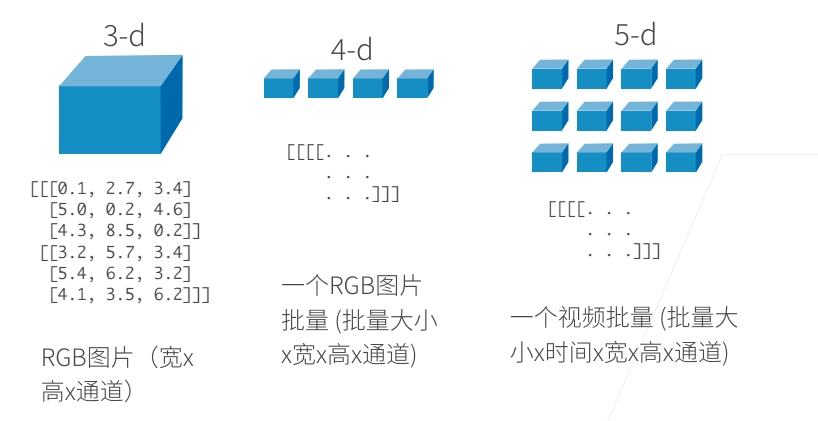 3-d
[[[0.1, 2.7, 3.4]
[5.0, 0.2, 4.6]
[4.3, 8.5, 0.2]]
[[3.2, 5.7, 3.4]
[5.4, 6.2, 3.2]
[4.1, 3.5, 6.2]]]
RGB图片（宽x
高x通道）
4-d
[[[[. . .
. . .
. . .]]]
一个RGB图片
批量 (批量大小
x宽x高x通道)
5-d
[[[[. . .
. . .
. . .]]]
一个视频批量 (批量大
小x时间x宽x高x通道)